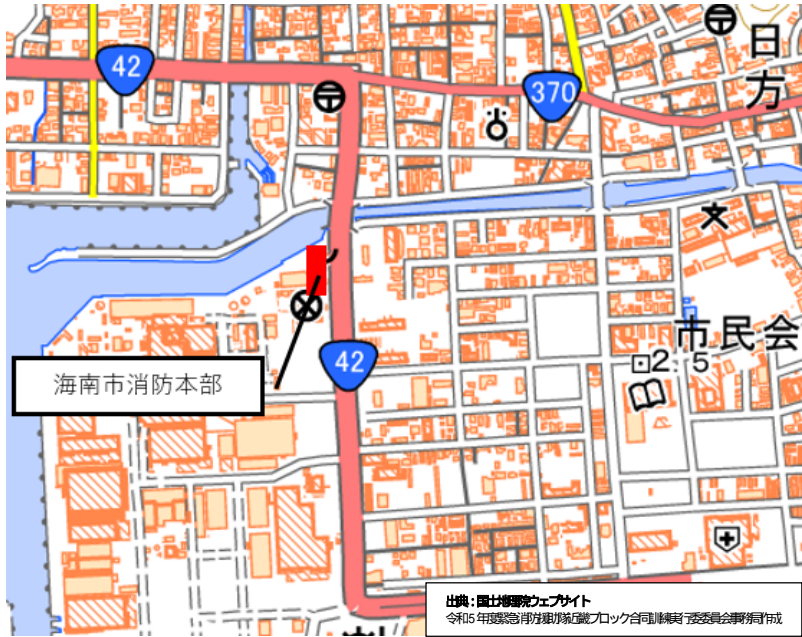 日方
42
370
市民会
2.5
42
海南市消防本部
出典:国土地理院ウェブサイト
令和5年度緊急消防援助隊近畿ブロック合同訓練実行委員会事務局作成